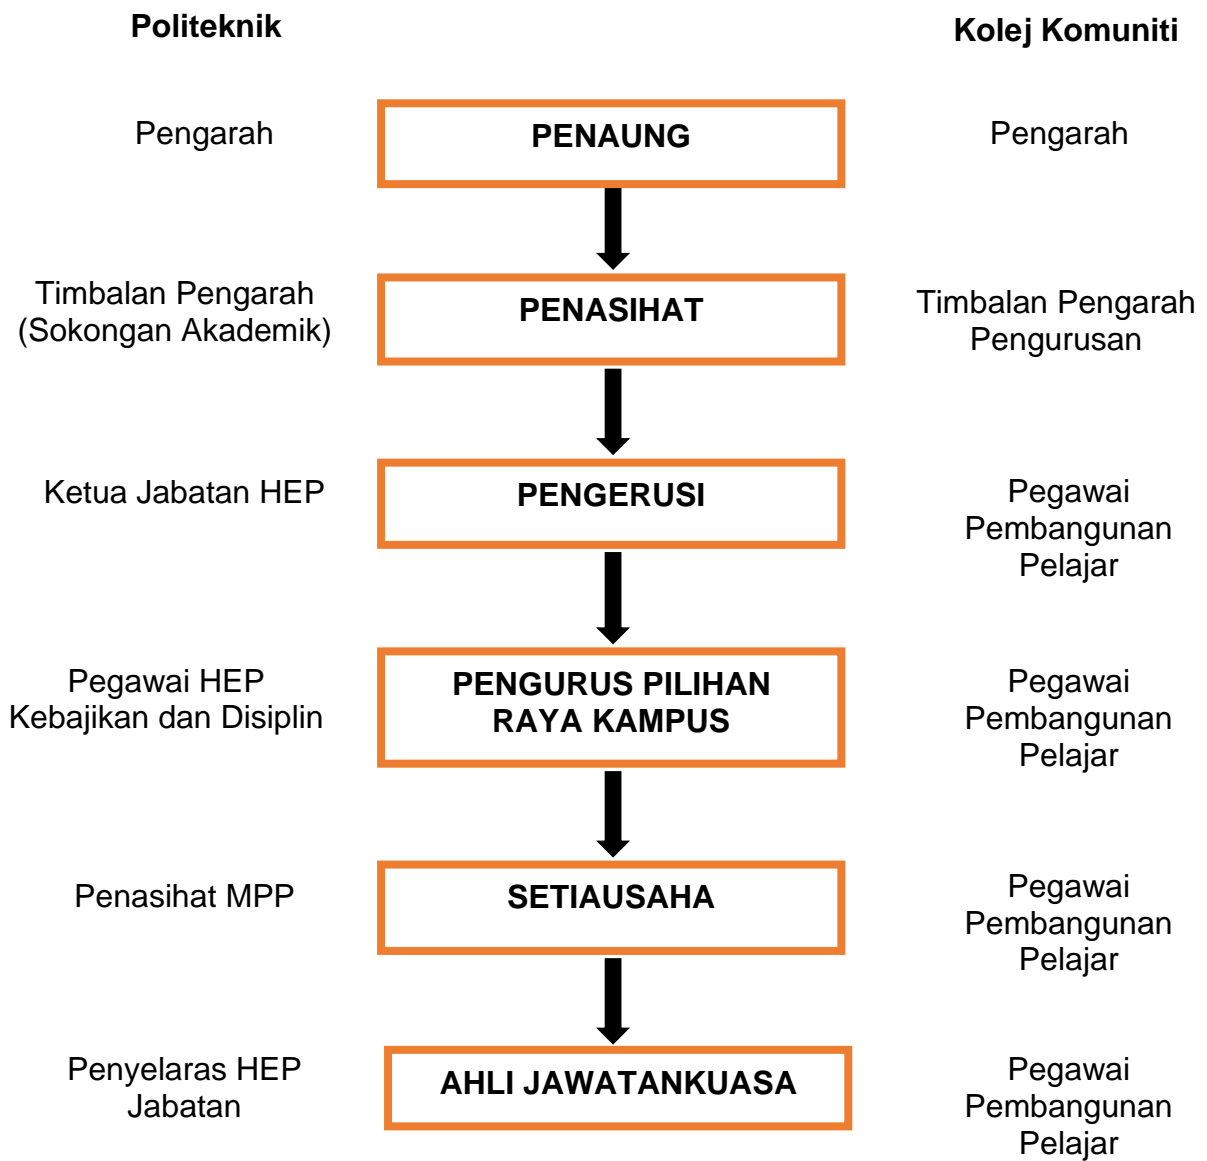 Politeknik
Kolej Komuniti
Pengarah
PENAUNG
Pengarah
Timbalan Pengarah
(Sokongan Akademik)
PENASIHAT
Timbalan Pengarah
Pengurusan
Ketua Jabatan HEP
PENGERUSI
Pegawai
Pembangunan
Pelajar
Pegawai HEP
Kebajikan dan Disiplin
PENGURUS PILIHAN
RAYA KAMPUS
Pegawai
Pembangunan
Pelajar
Penasihat MPP
SETIAUSAHA
Pegawai
Pembangunan
Pelajar
Penyelaras HEP
Jabatan
AHLI JAWATANKUASA
Pegawai
Pembangunan
Pelajar